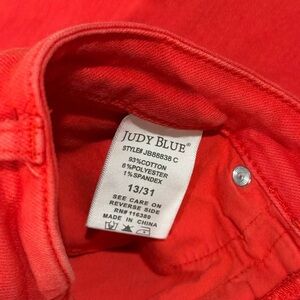 JUDY BLUE®
STYLE# JB88838 C
93%COTTON
6%POLYESTER
1%SPANDEX
13/31
SEE CARE ON
REVERSE SIDE
RN# 116389
MADE IN CHINA